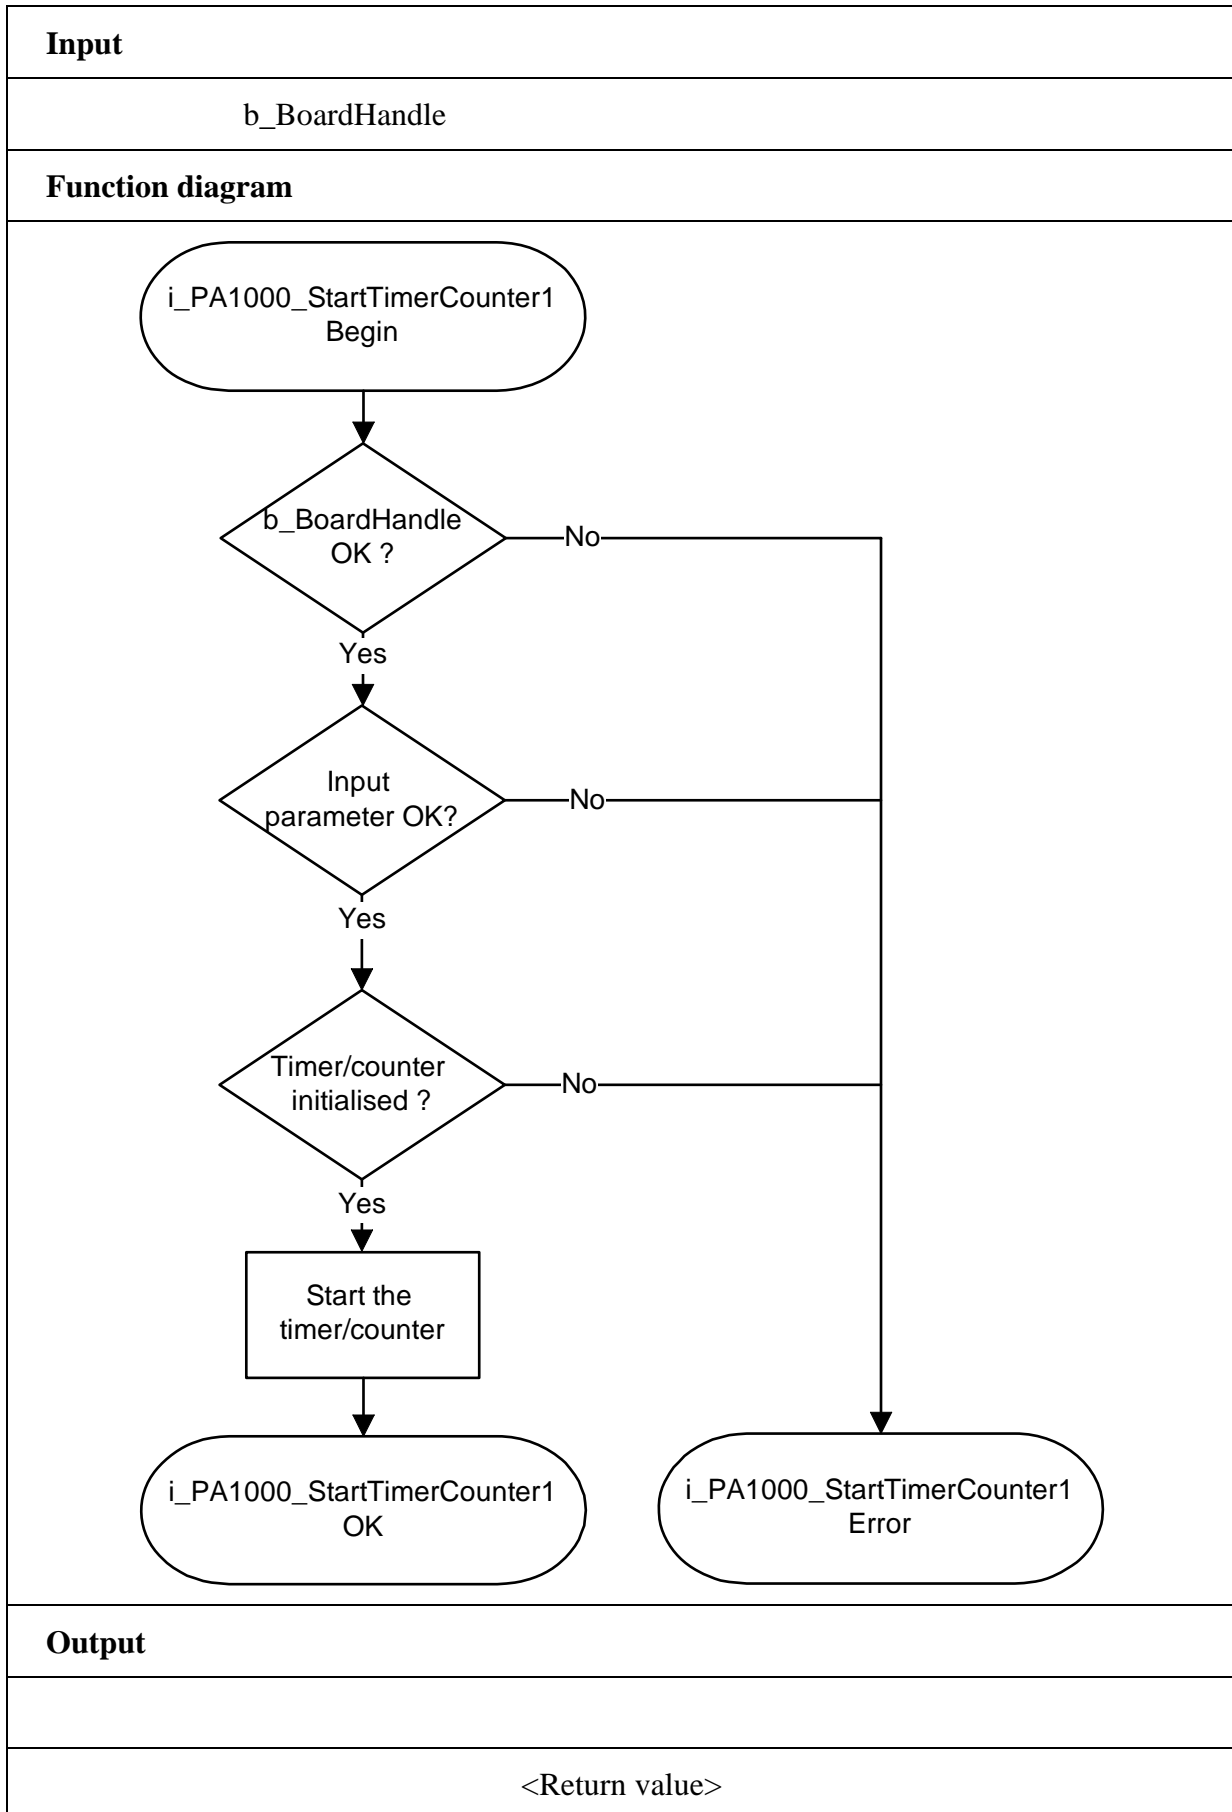 Input
b_BoardHandle
Function diagram
i_PA1000_StartTimerCounter1
Begin
b_BoardHandle
OK ?
No
Yes
Input
parameter OK?
No
Yes
Timer/counter
initialised ?
No
Yes
Start the
timer/counter
i_PA1000_StartTimerCounter1
OK
i_PA1000_StartTimerCounter1
Error
Output
<Return value>